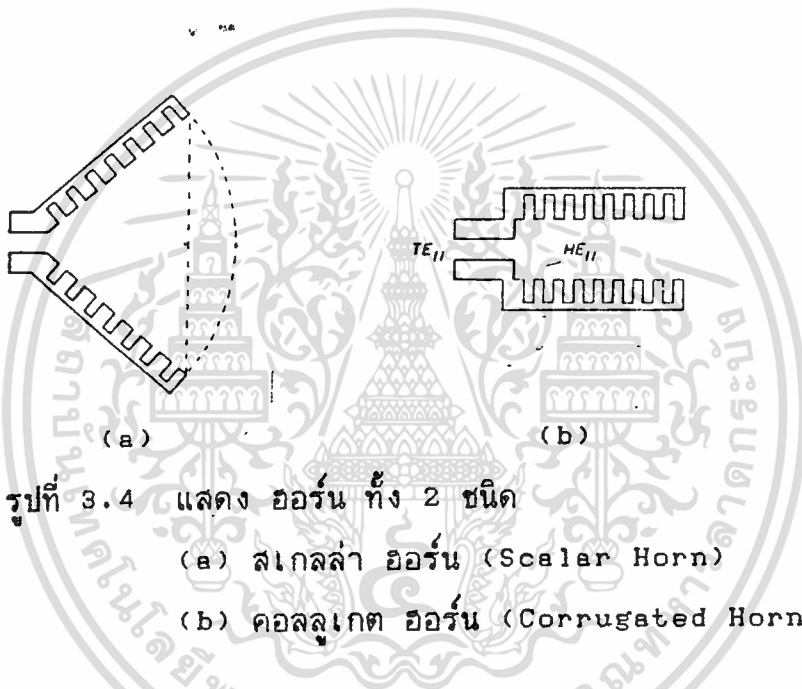 TE₁₁ HE₁₁
(a) (b)
รูปที่ 3.4 แสดง ฮอร์น ทั้ง 2 ชนิด
(a) สเกลล่า ฮอร์น (Scalar Horn)
(b) คอลลูเกต ฮอร์น (Corrugated Horn